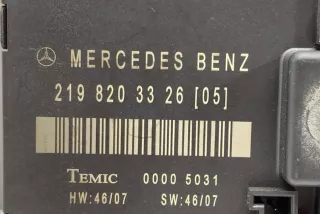 MERCEDES BENZ
219 820 33 26 [05]
TEMIC 0000 5031
HW:46/07 SW:46/07